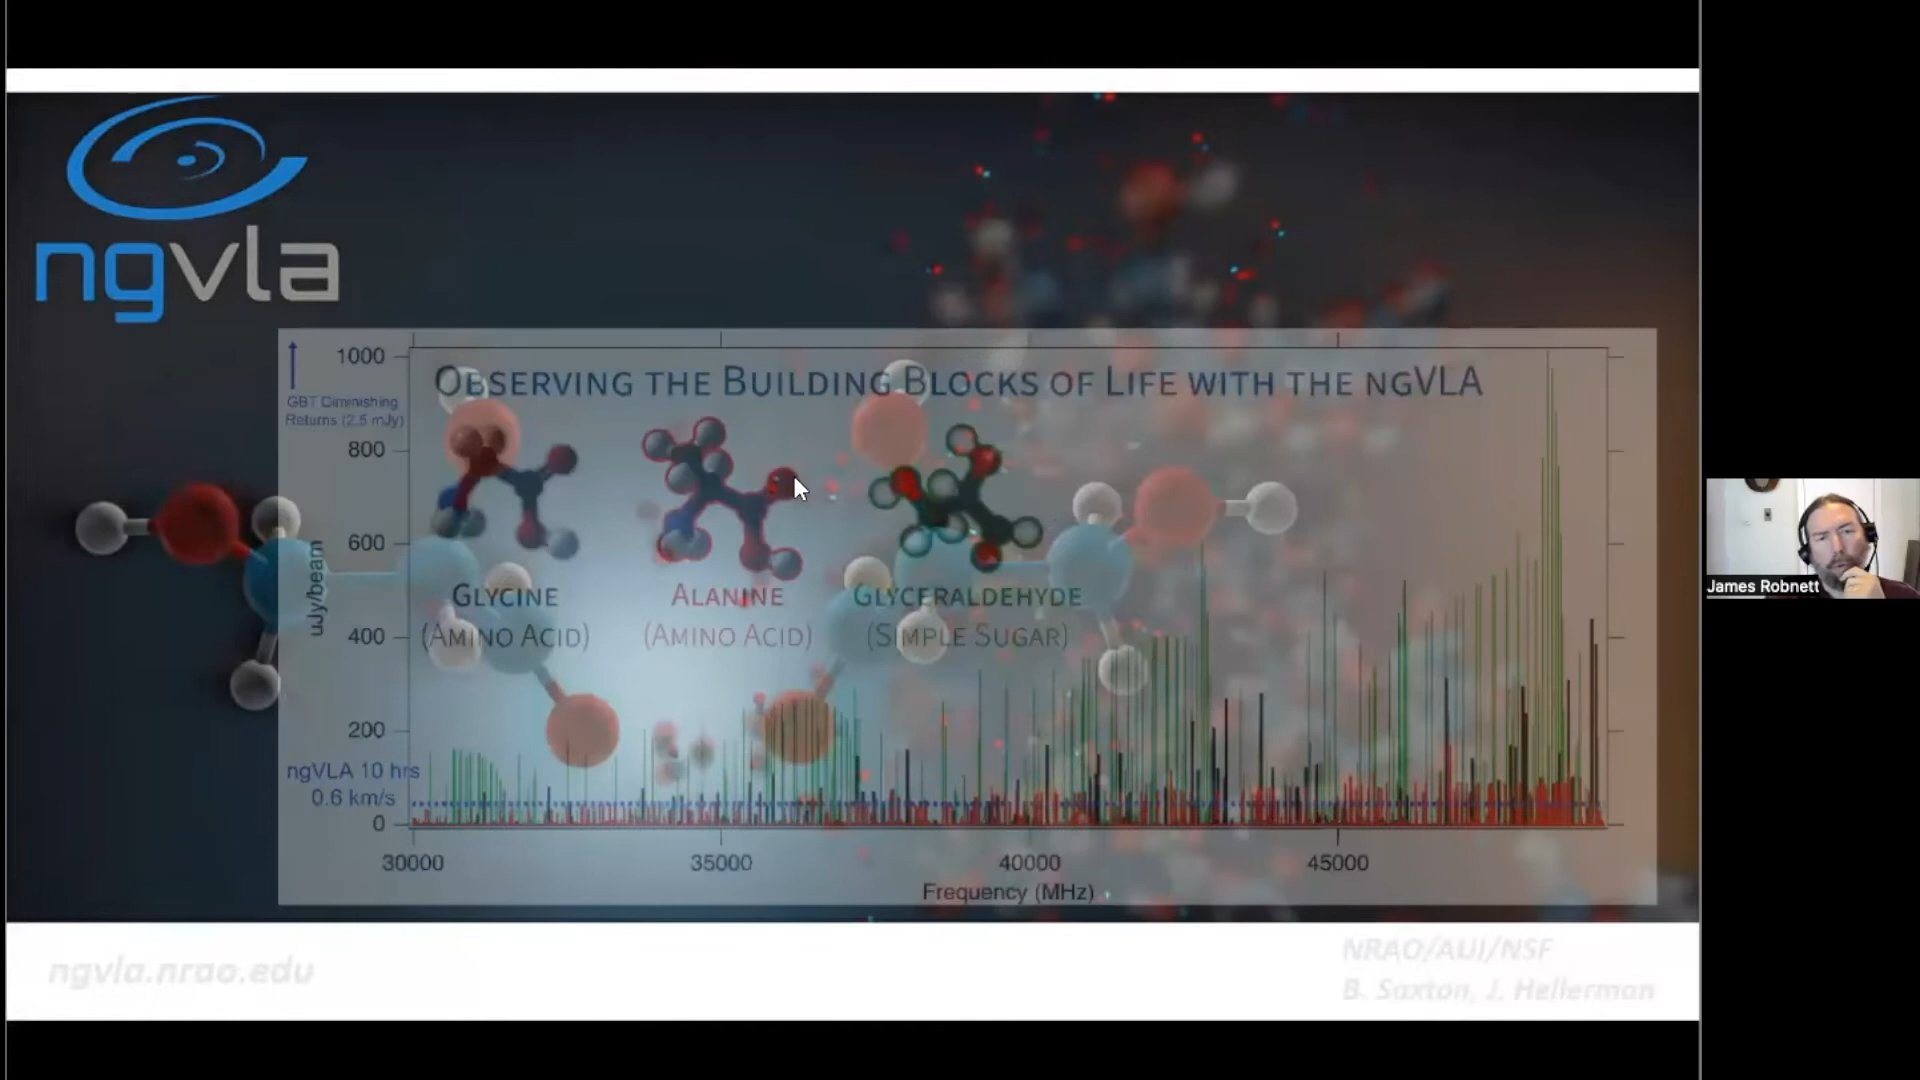 ngvla
OBSERVING THE BUILDING BLOCKS OF LIFE WITH THE NGVLA
GBT Diminishing
Returns (2.5 mJy)
GLYCINE
(AMINO ACID)
ALANINE
(AMINO ACID)
GLYCERALDEHYDE
(SIMPLE SUGAR)
1000
800
600
400
200
0
uJy/beam
ngVLA 10 hrs
0.6 km/s
30000
35000
40000
45000
Frequency (MHz)
ngvla.nrao.edu
NRAO/AUI/NSF
B. Saxton, J. Hellerman
James Robnett